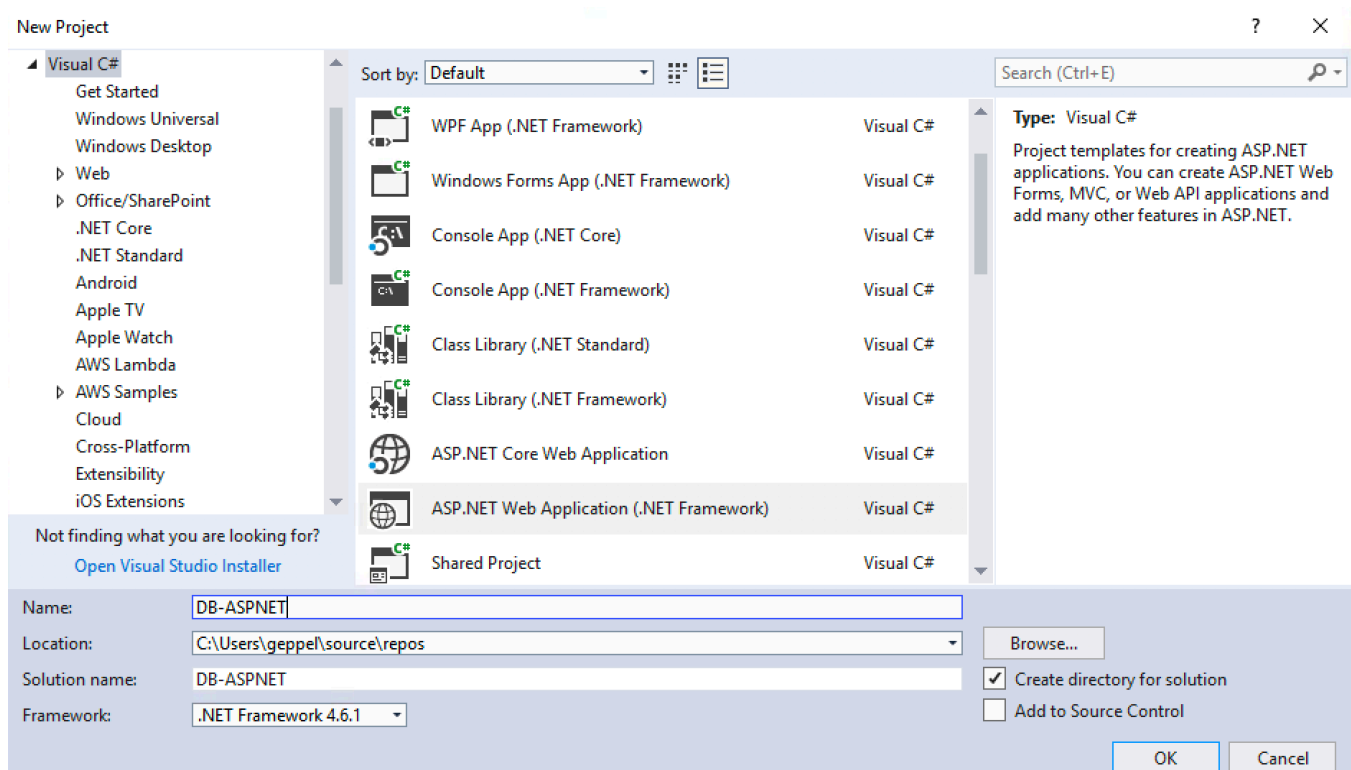 New Project
?
Visual C#
Get Started
Windows Universal
Windows Desktop
Web
Office/SharePoint
.NET Core
.NET Standard
Android
Apple TV
Apple Watch
AWS Lambda
AWS Samples
Cloud
Cross-Platform
Extensibility
iOS Extensions
Not finding what you are looking for?
Open Visual Studio Installer
Sort by: Default
WPF App (.NET Framework) Visual C#
Windows Forms App (.NET Framework) Visual C#
Console App (.NET Core) Visual C#
Console App (.NET Framework) Visual C#
Class Library (.NET Standard) Visual C#
Class Library (.NET Framework) Visual C#
ASP.NET Core Web Application Visual C#
ASP.NET Web Application (.NET Framework) Visual C#
Shared Project Visual C#
Search (Ctrl+E)
Type: Visual C#
Project templates for creating ASP.NET
applications. You can create ASP.NET Web
Forms, MVC, or Web API applications and
add many other features in ASP.NET.
Name: DB-ASPNET
Location: C:\Users\geppel\source\repos
Browse...
Solution name: DB-ASPNET
Create directory for solution
Framework: .NET Framework 4.6.1
Add to Source Control
OK Cancel